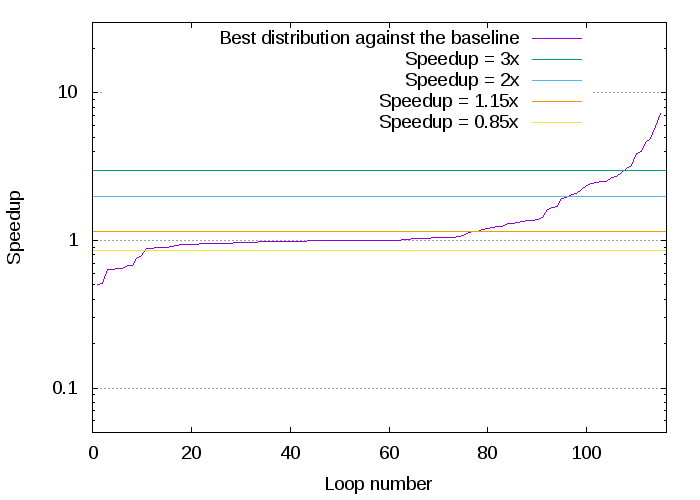 Best distribution against the baseline
Speedup = 3x
Speedup = 2x
Speedup = 1.15x
Speedup = 0.85x
10
1
0.1
Speedup
0 20 40 60 80 100
Loop number